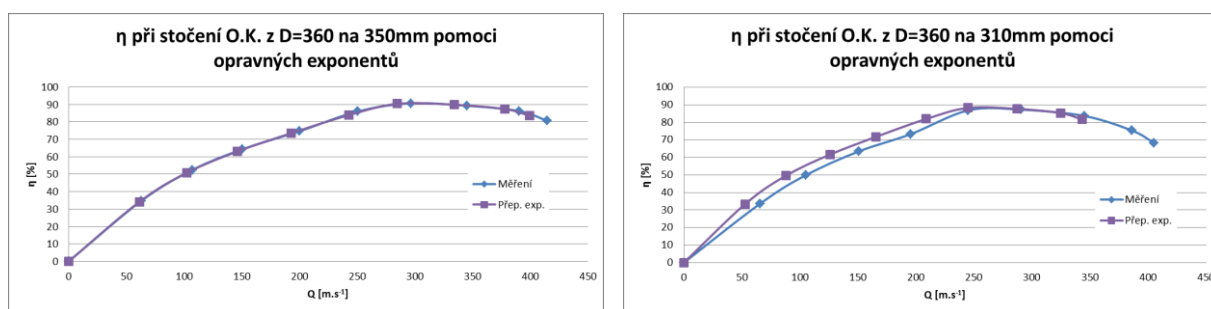 η při stočení O.K. z D=360 na 350mm pomoci
opravných exponentů
100
90
80
70
60
50
40
30
20
10
0
η [%]
0 50 100 150 200 250 300 350 400 450
Q [m.s⁻¹]
Měření
Přep. exp.
η při stočení O.K. z D=360 na 310mm pomoci
opravných exponentů
100
90
80
70
60
50
40
30
20
10
0
η [%]
0 50 100 150 200 250 300 350 400 450
Q [m.s⁻¹]
Měření
Přep. exp.